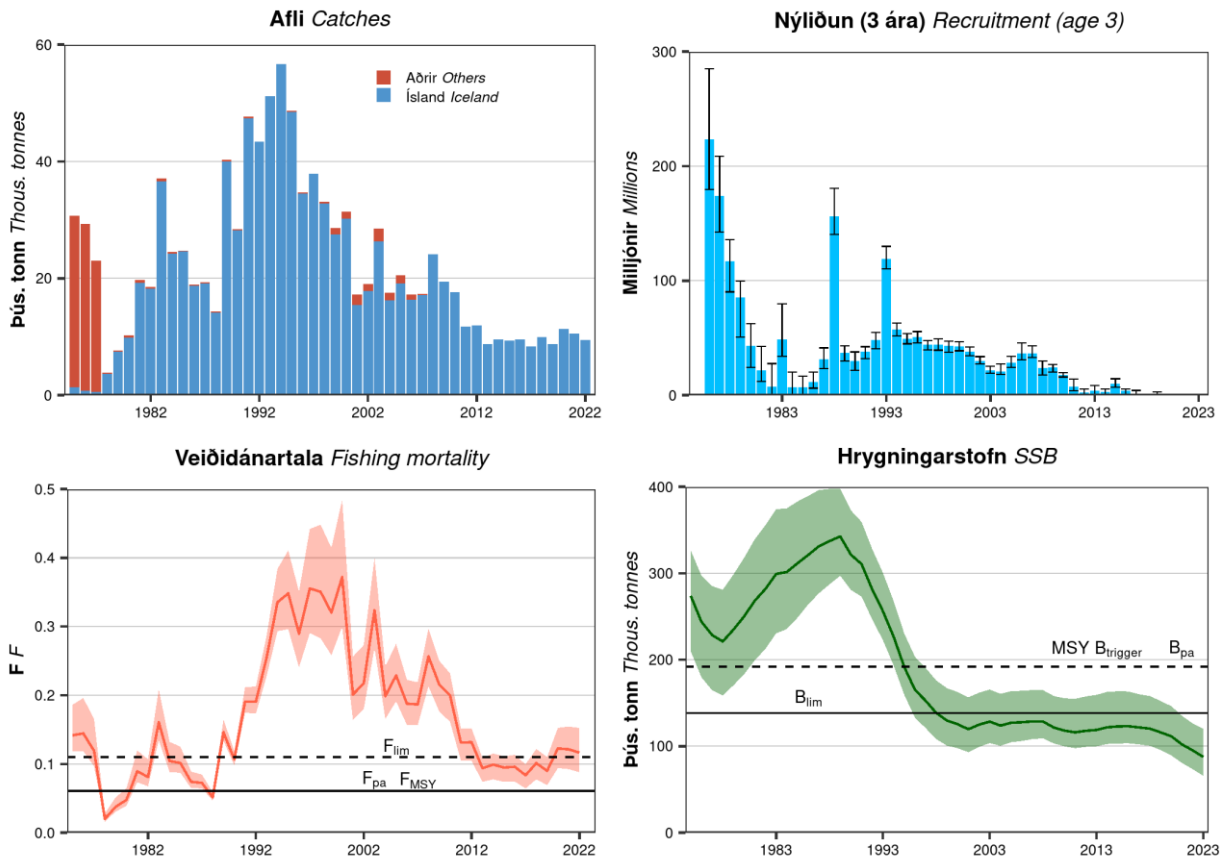 Afli Catches
Þús. tonn Thous. tonnes
60
40
20
0
Aðrir Others
Ísland Iceland
1982 1992 2002 2012 2022
Nýliðun (3 ára) Recruitment (age 3)
Milljónir Millions
300
200
100
0
1983 1993 2003 2013 2023
Veiðidánartala Fishing mortality
F F
0.5
0.4
0.3
0.2
0.1
0.0
Flim
Fpa FMSY
1982 1992 2002 2012 2022
Hrygningarstofn SSB
Þús. tonn Thous. tonnes
400
300
200
100
0
MSY Btrigger Bpa
Blim
1983 1993 2003 2013 2023